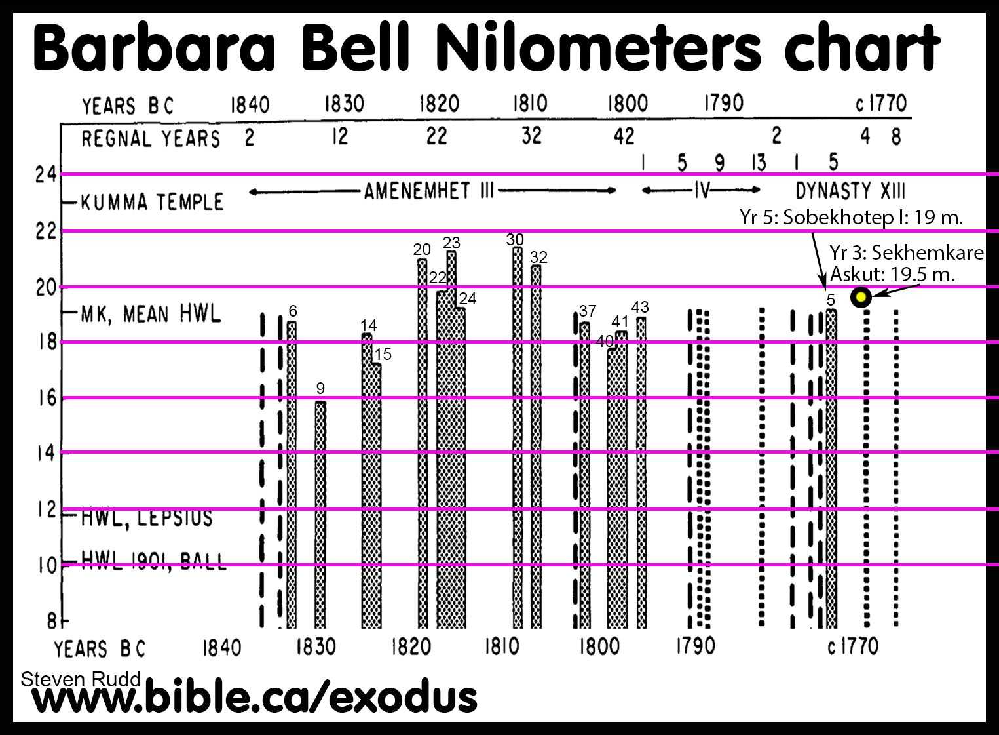 Barbara Bell Nilometers chart
YEARS BC 1840 1830 1820 1810 1800 1790 c 1770
REGNAL YEARS 2 12 22 32 42 2 4 8
1 5 9 13 1 5
24
AMENEMHET III IV DYNASTY XIII
KUMMA TEMPLE
Yr 5: Sobekhotep I: 19 m.
22
30
23
20
32
Yr 3: Sekhemkare
Askut: 19.5 m.
22
20
24
5
MK, MEAN HWL
6
37
43
14
41
18
40
15
9
16
14
12
HWL, LEPSIUS
10
HWL 1901, BALL
8
YEARS BC 1840 1830 1820 1810 1800 1790 c 1770
Steven Rudd
www.bible.ca/exodus